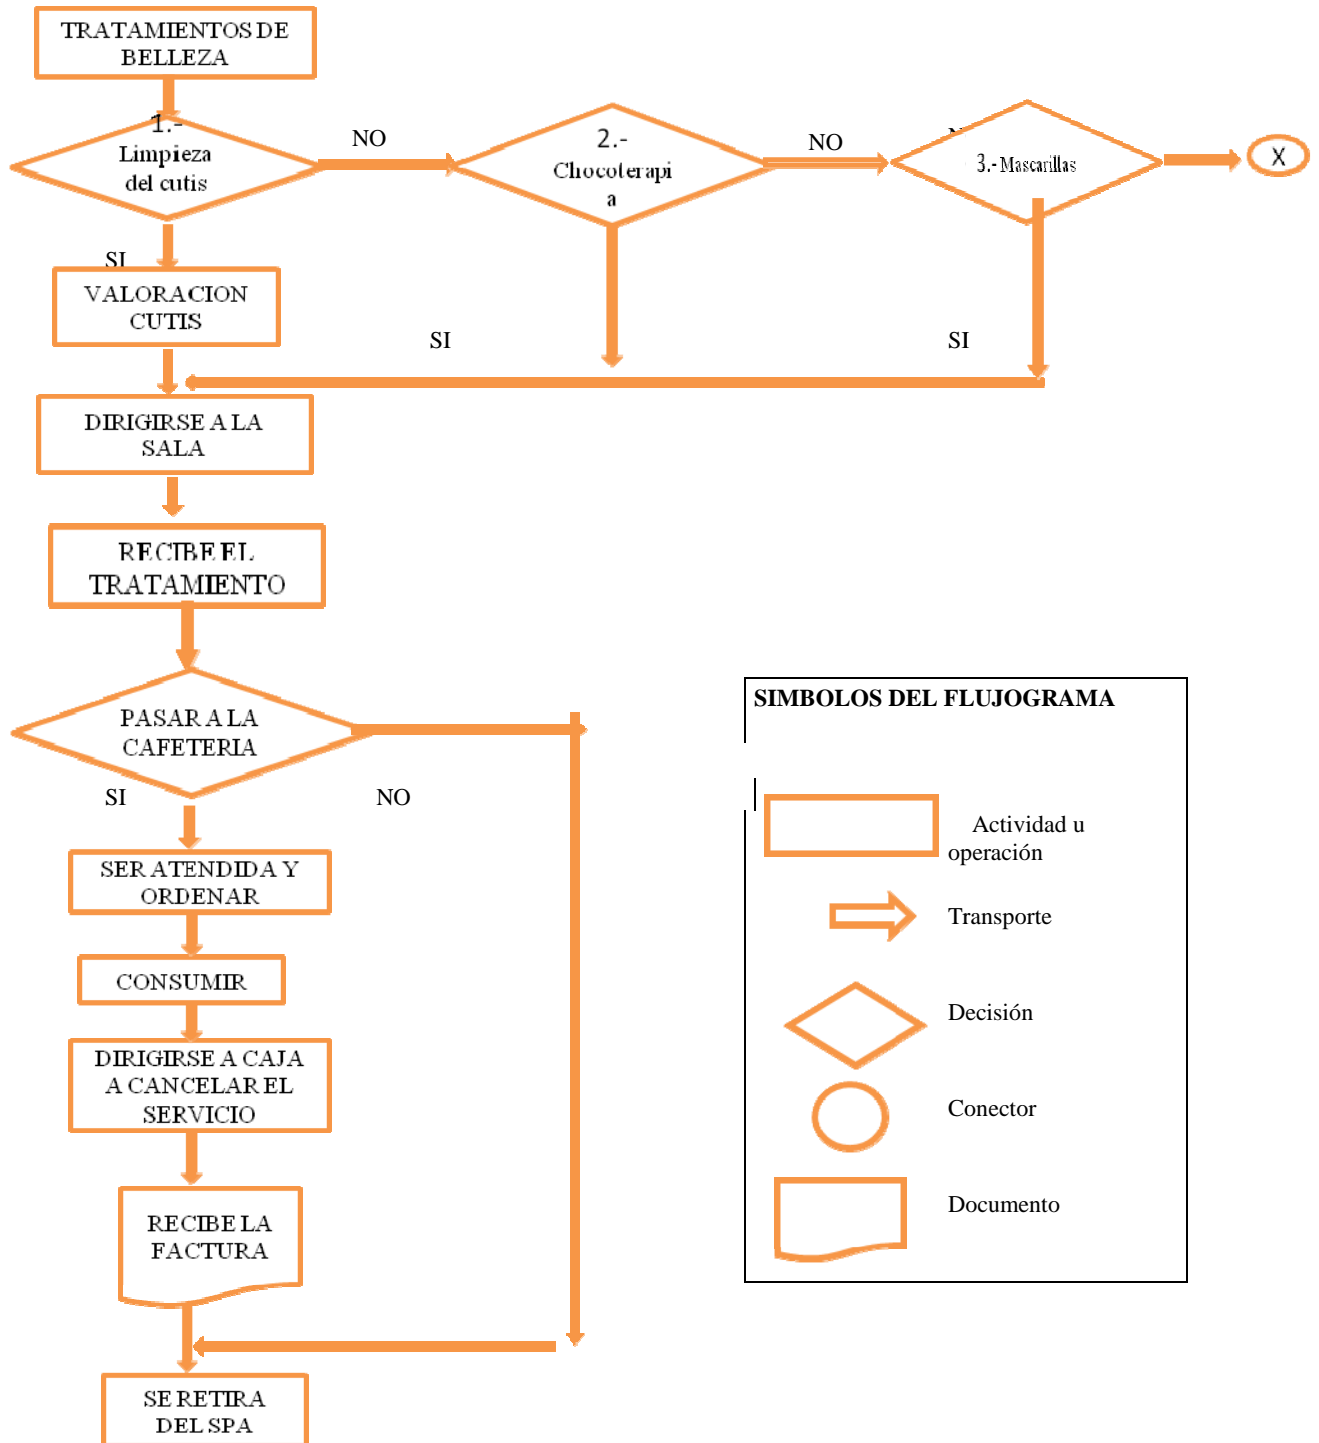 TRATAMIENTOS DE
BELLEZA
1.-
Limpieza
del cutis
NO
2.-
Chocoterapi
a
NO
3.- Mascarillas
X
SI
VALORACION
CUTIS
SI
SI
DIRIGIRSE A LA
SALA
RECIBE EL
TRATAMIENTO
PASAR A LA
CAFETERIA
SI
NO
SER ATENDIDA Y
ORDENAR
CONSUMIR
DIRIGIRSE A CAJA
A CANCELAR EL
SERVICIO
RECIBE LA
FACTURA
SE RETIRA
DEL SPA
SIMBOLOS DEL FLUJOGRAMA
Actividad u
operación
Transporte
Decisión
Conector
Documento